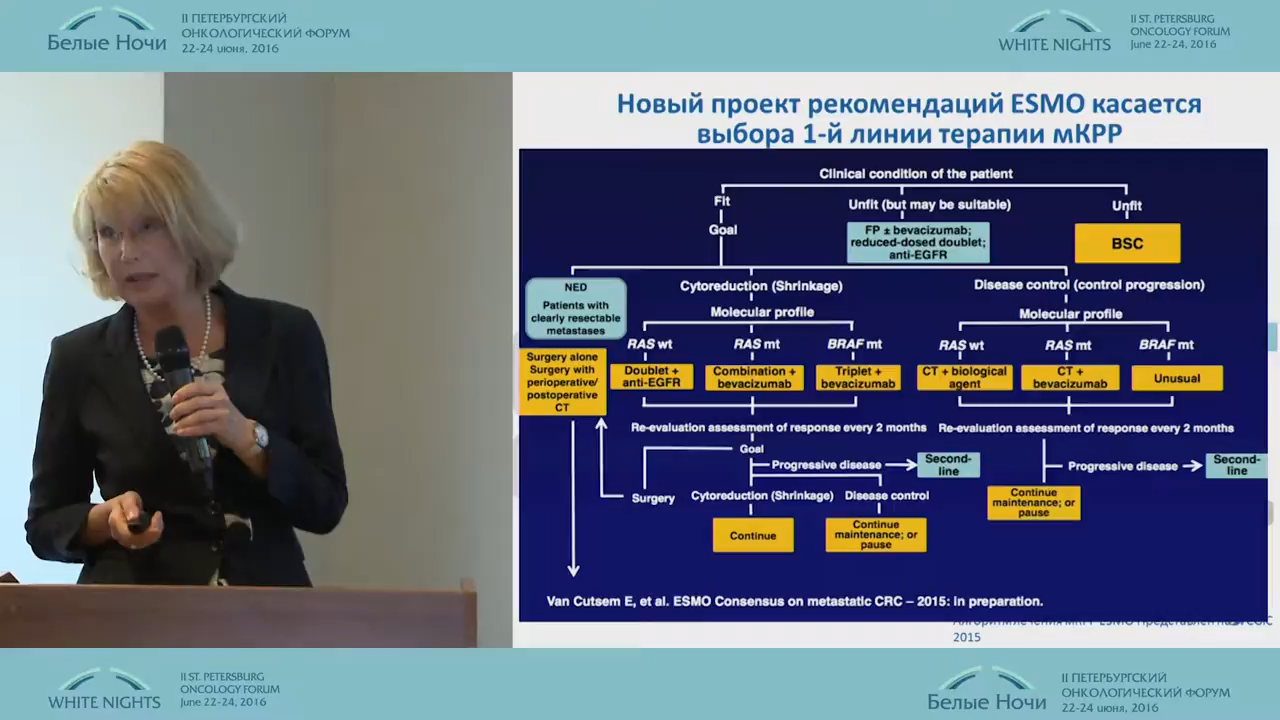 Белые Ночи
II ПЕТЕРБУРГСКИЙ
ОНКОЛОГИЧЕСКИЙ ФОРУМ
22-24 июня, 2016
WHITE NIGHTS
II ST. PETERSBURG
ONCOLOGY FORUM
June 22-24, 2016
Новый проект рекомендаций ESMO касается
выбора 1-й линии терапии мКРР
Clinical condition of the patient
Fit
Unfit (but may be suitable)
Unfit
Goal
FP ± bevacizumab;
reduced-dosed doublet;
anti-EGFR
BSC
NED
Patients with
clearly resectable
metastases
Cytoreduction (Shrinkage)
Disease control (control progression)
Molecular profile
Molecular profile
RAS wt
RAS mt
BRAF mt
RAS wt
RAS mt
BRAF mt
Surgery alone
Surgery with
perioperative/
postoperative
CT
Doublet +
anti-EGFR
Combination +
bevacizumab
Triplet +
bevacizumab
CT + biological
agent
CT +
bevacizumab
Unusual
Re-evaluation assessment of response every 2 months
Re-evaluation assessment of response every 2 months
Goal
Progressive disease
Second-
line
Progressive disease
Second-
line
Surgery
Cytoreduction (Shrinkage)
Disease control
Continue
Continue
maintenance; or
pause
Continue
maintenance; or
pause
Van Cutsem E, et al. ESMO Consensus on metastatic CRC – 2015: in preparation.
2015
WHITE NIGHTS
II ST. PETERSBURG
ONCOLOGY FORUM
June 22-24, 2016
Белые Ночи
II ПЕТЕРБУРГСКИЙ
ОНКОЛОГИЧЕСКИЙ ФОРУМ
22-24 июня, 2016